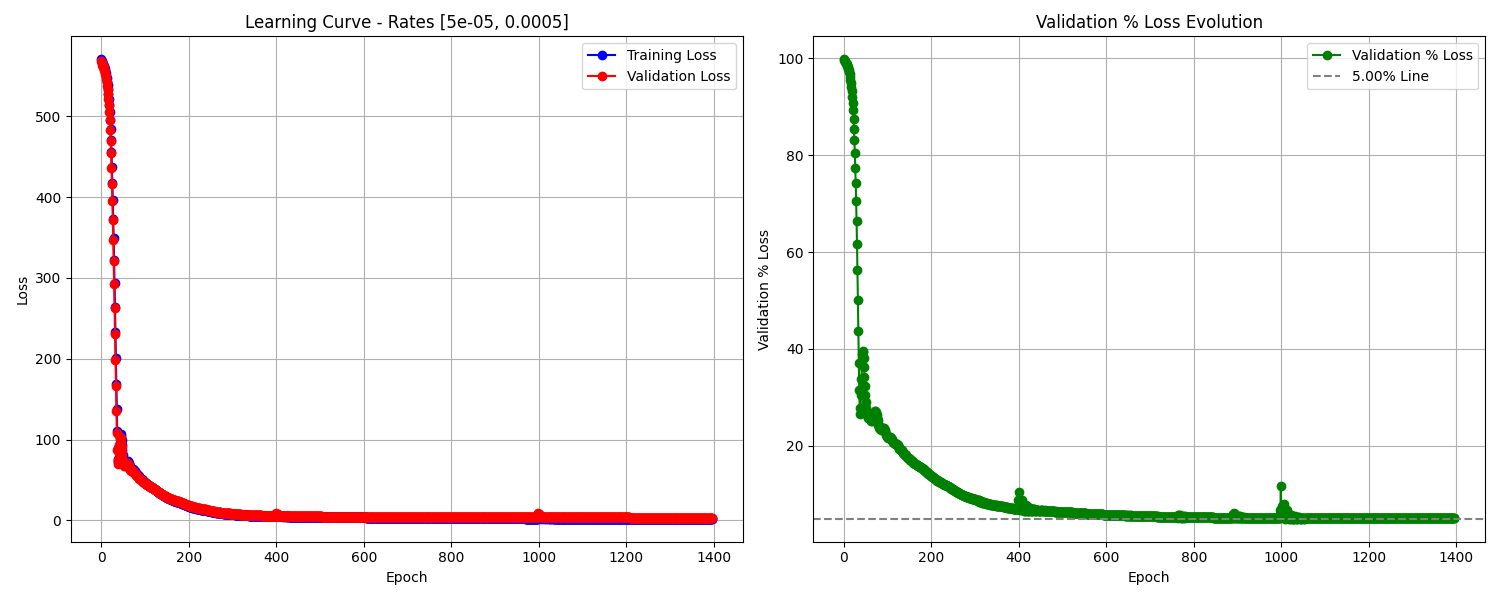 Learning Curve - Rates [5e-05, 0.0005]
Training Loss
Validation Loss
Loss
500
400
300
200
100
0
0 200 400 600 800 1000 1200 1400
Epoch
Validation % Loss Evolution
Validation % Loss
5.00% Line
Validation % Loss
100
80
60
40
20
0 200 400 600 800 1000 1200 1400
Epoch